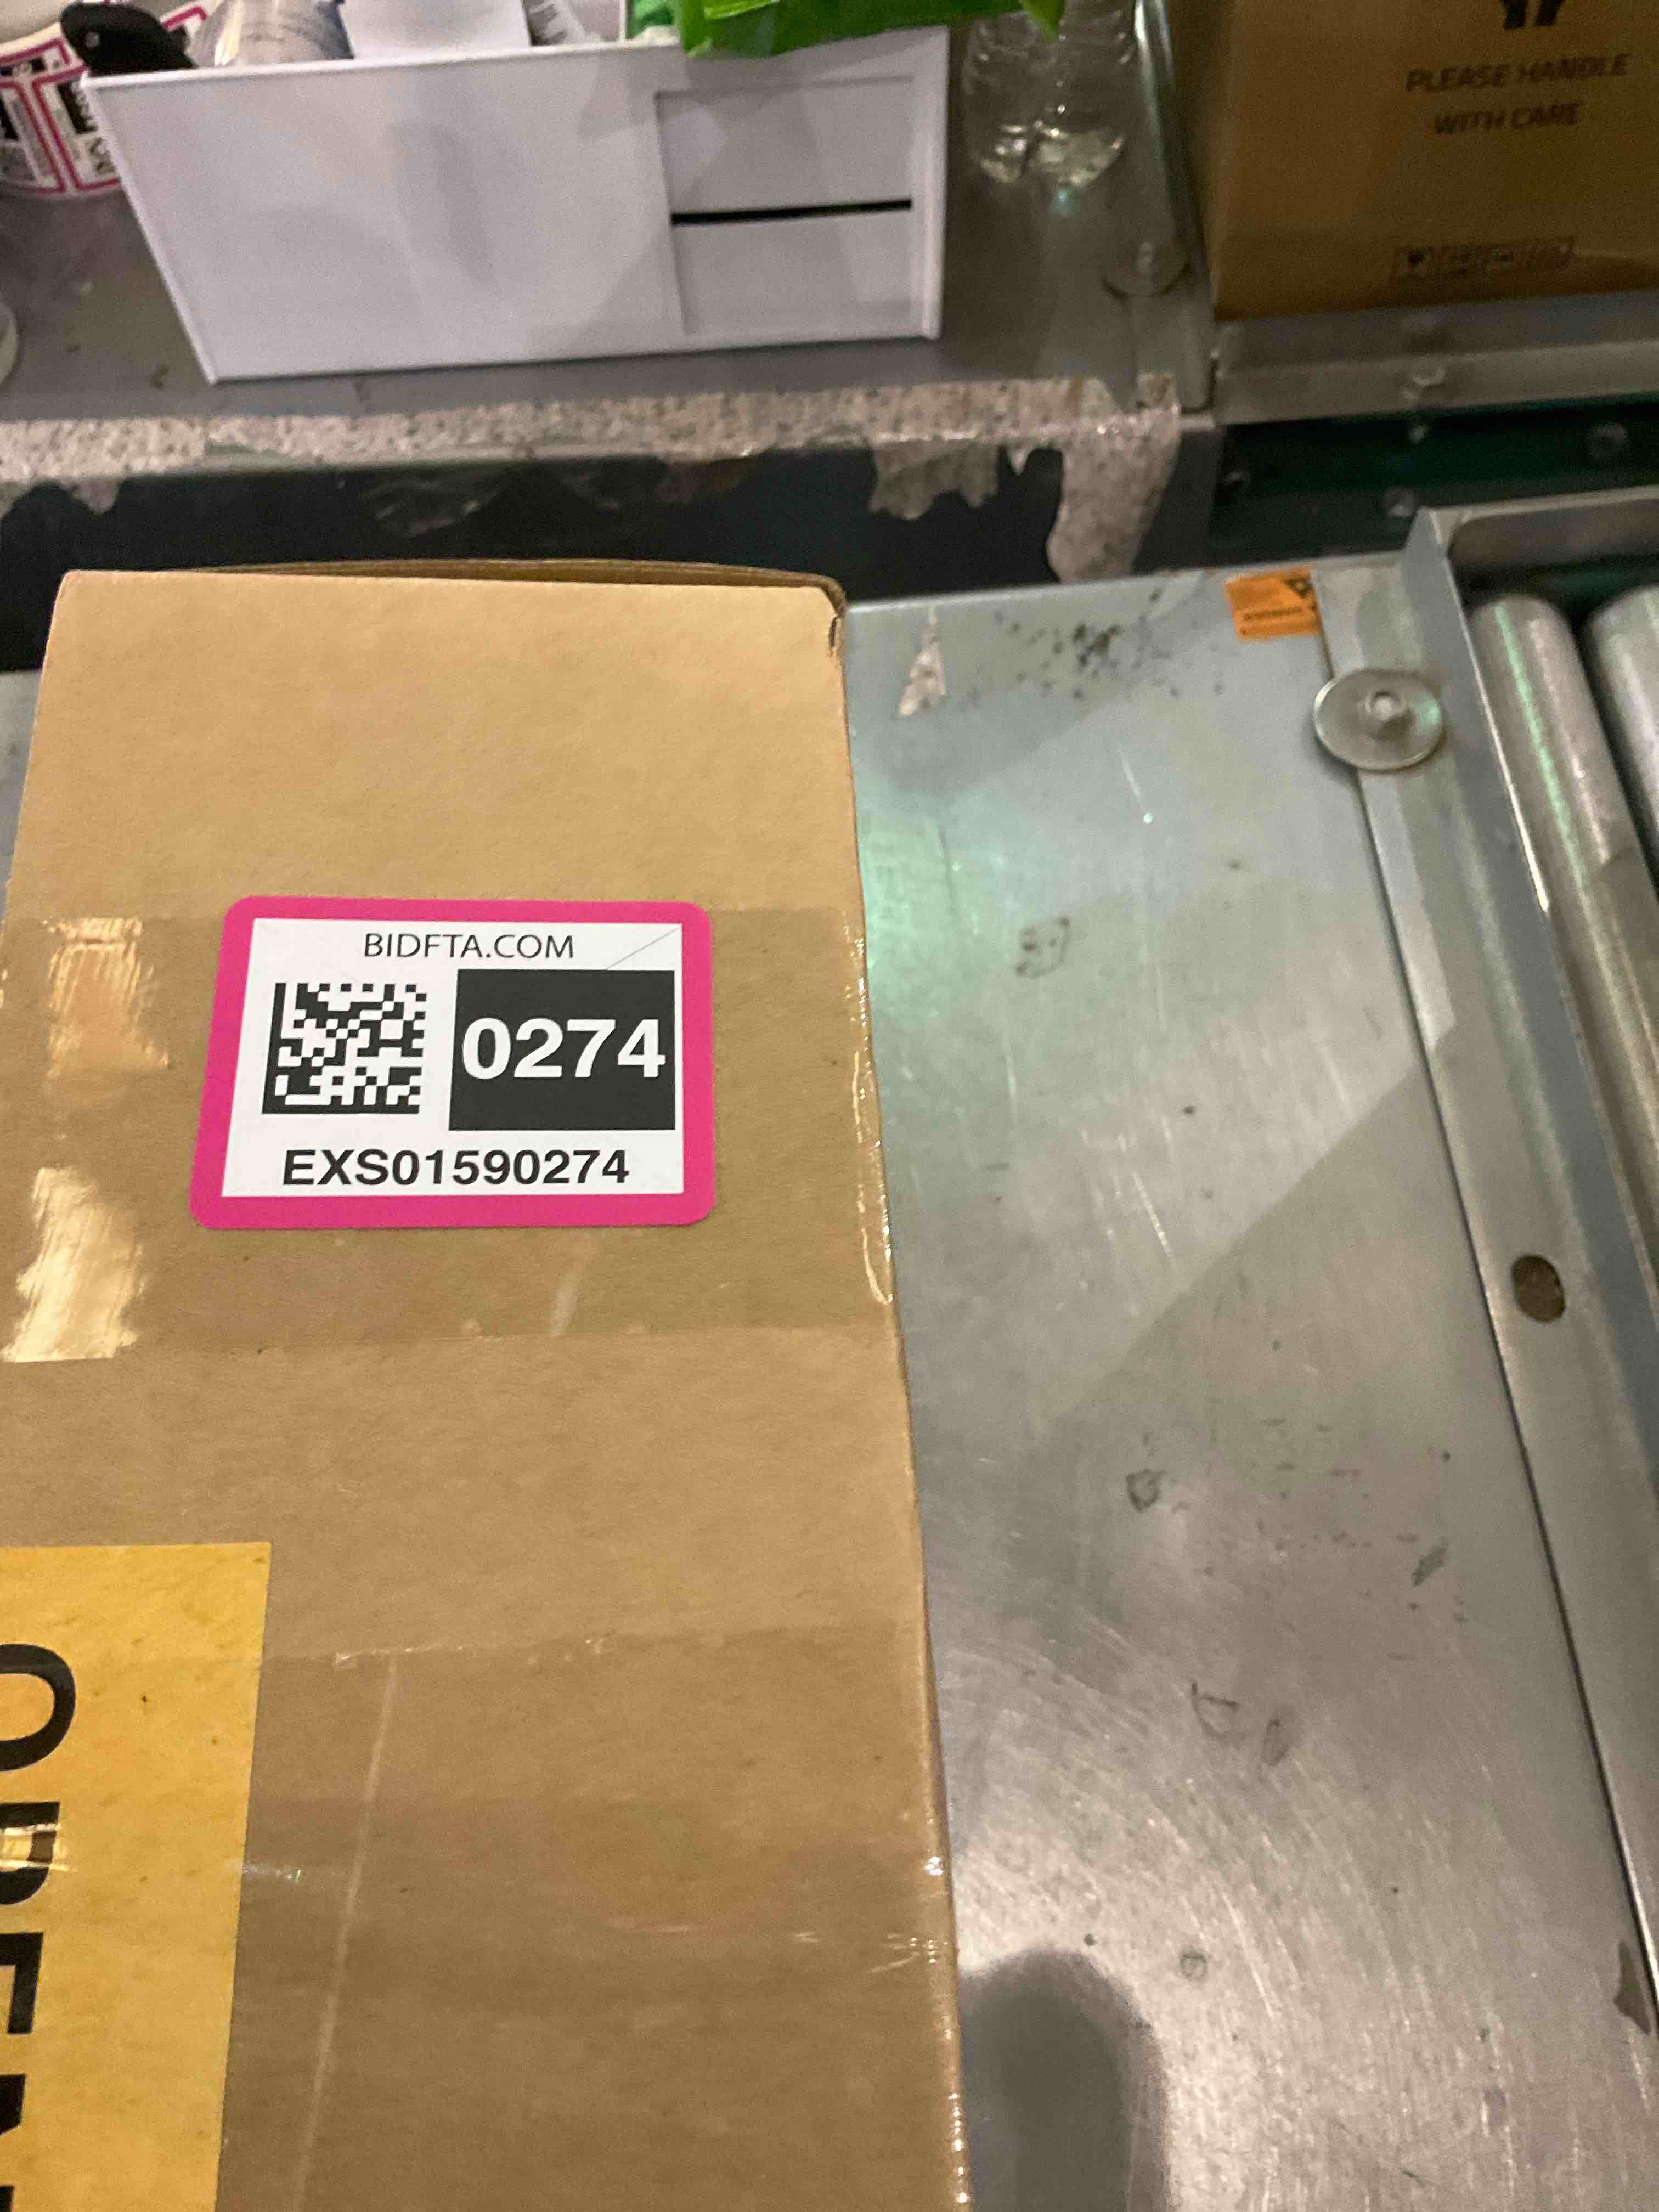 PLEASE HANDLE
WITH CARE
BIDFTA.COM
0274
EXS01590274